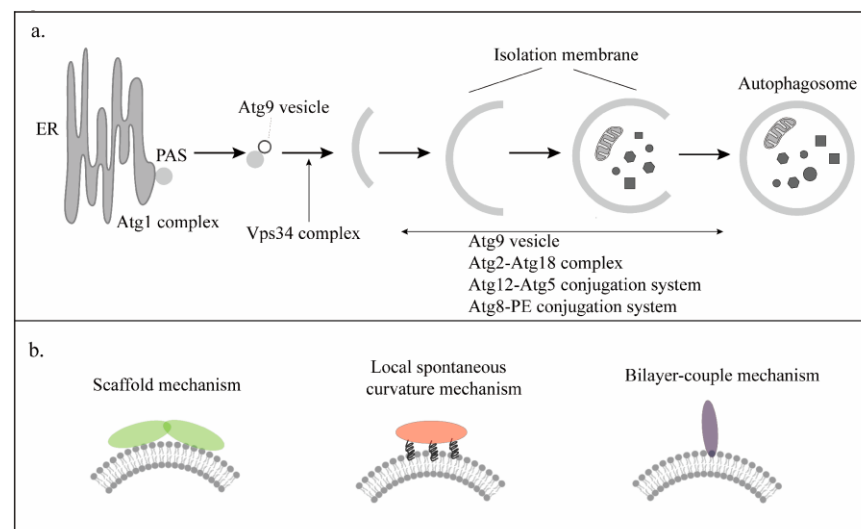 a.
Isolation membrane
Autophagosome
Atg9 vesicle
ER
PAS
Atg1 complex
Vps34 complex
Atg9 vesicle
Atg2-Atg18 complex
Atg12-Atg5 conjugation system
Atg8-PE conjugation system
b.
Scaffold mechanism
Local spontaneous
curvature mechanism
Bilayer-couple mechanism